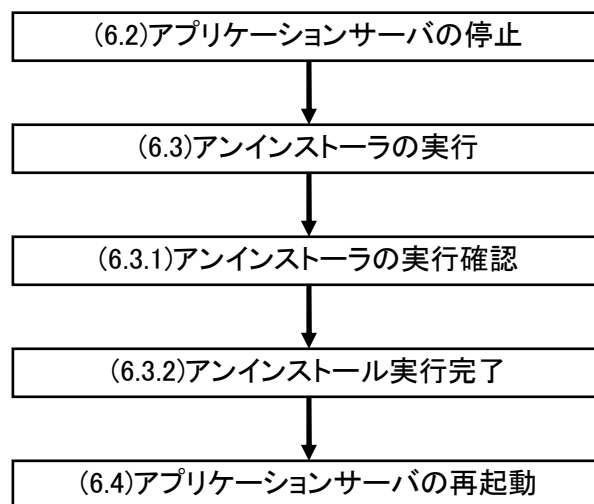 (6.2)アプリケーションサーバの停止
(6.3)アンインストーラの実行
(6.3.1)アンインストーラの実行確認
(6.3.2)アンインストール実行完了
(6.4)アプリケーションサーバの再起動